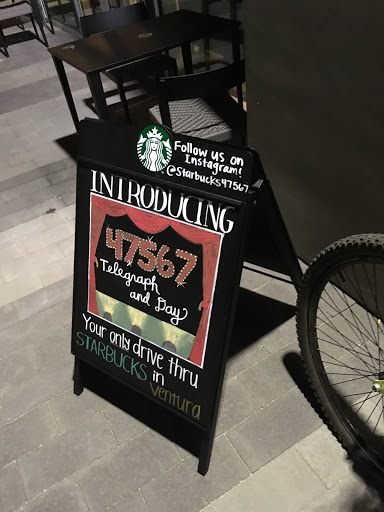 Follow us on
Instagram!
@Starbucks47567
INTRODUCING
47567
Telegraph
and Day
Your only drive thru
STARBUCKS in
Ventura